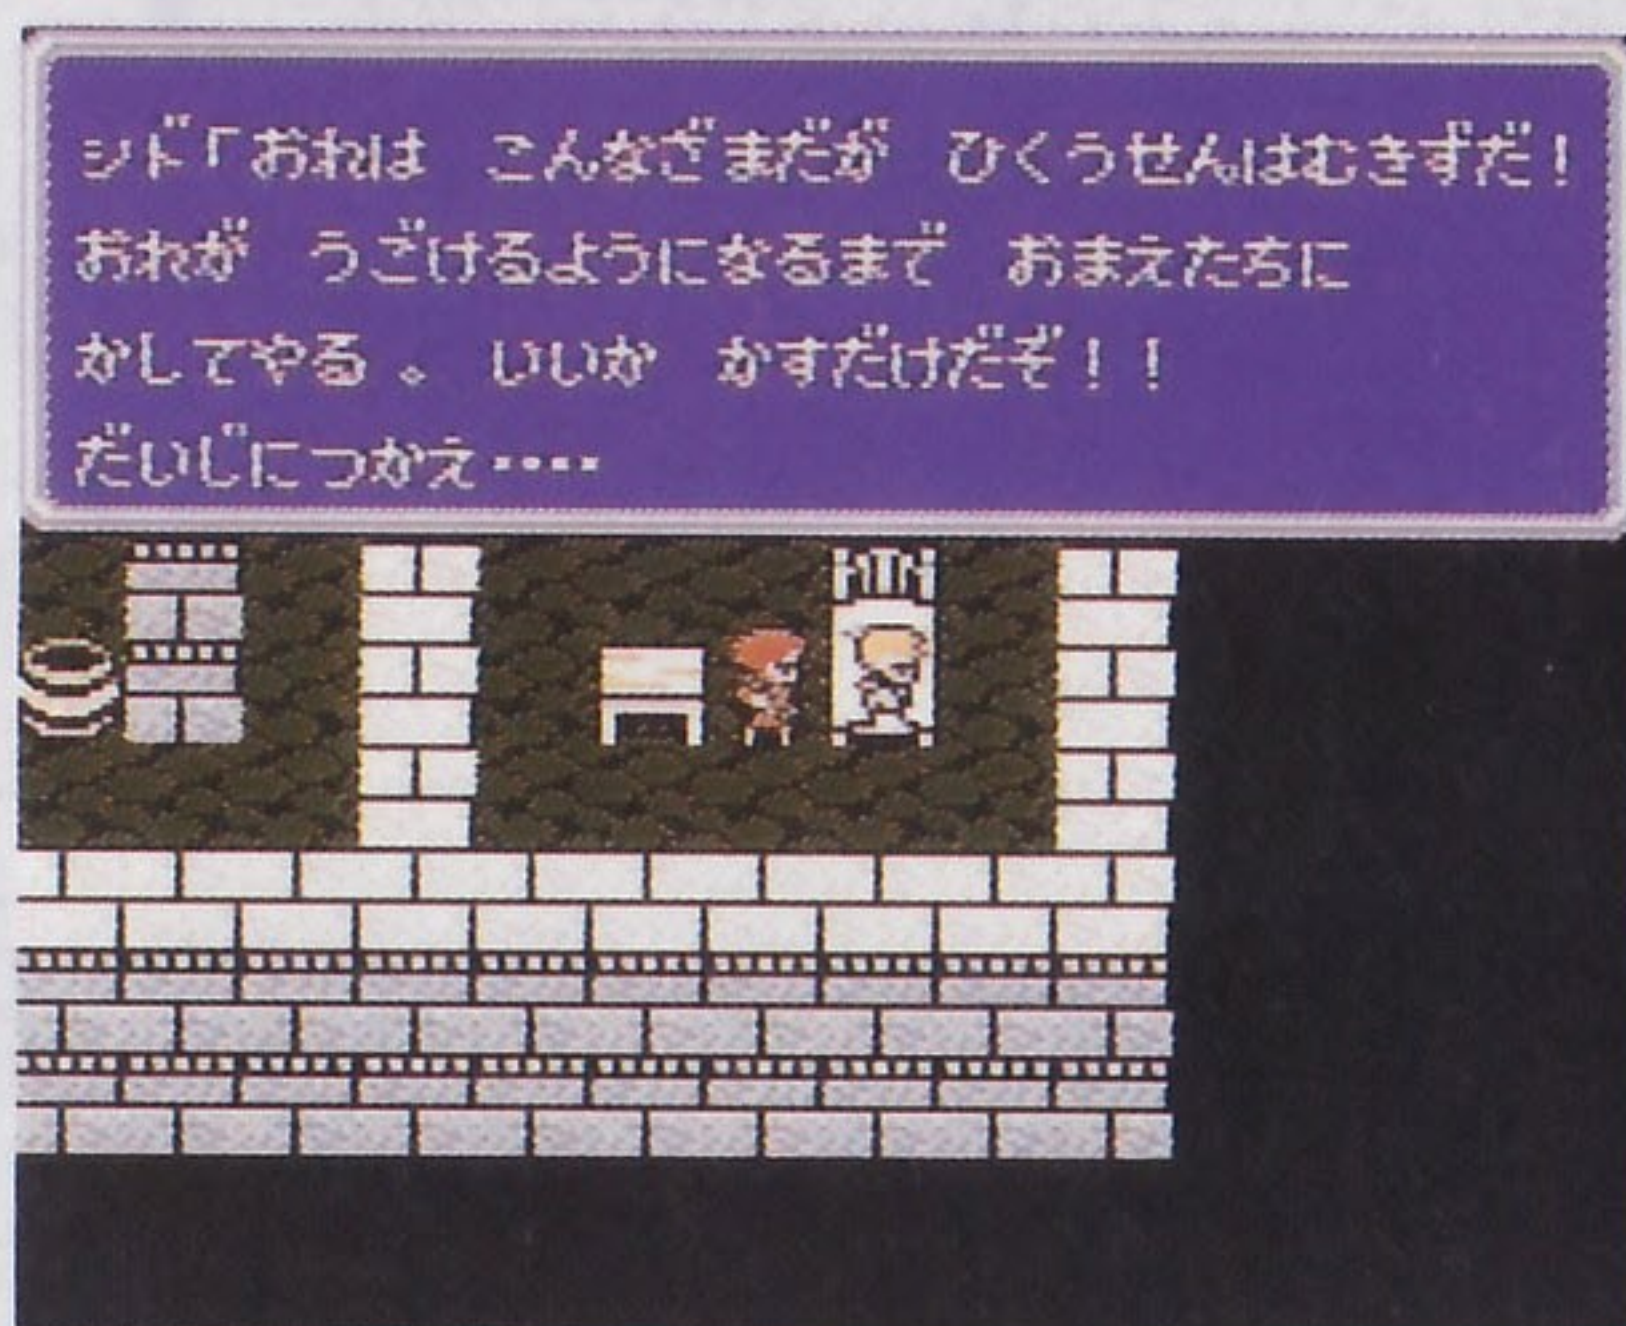 シド「おれは　こんなざまだが　ひくうせんはむきずだ！
おれが　うごけるようになるまで　おまえたちに
かしてやる。　いいか　かすだけだぞ！！
だいじにつかえ‥‥